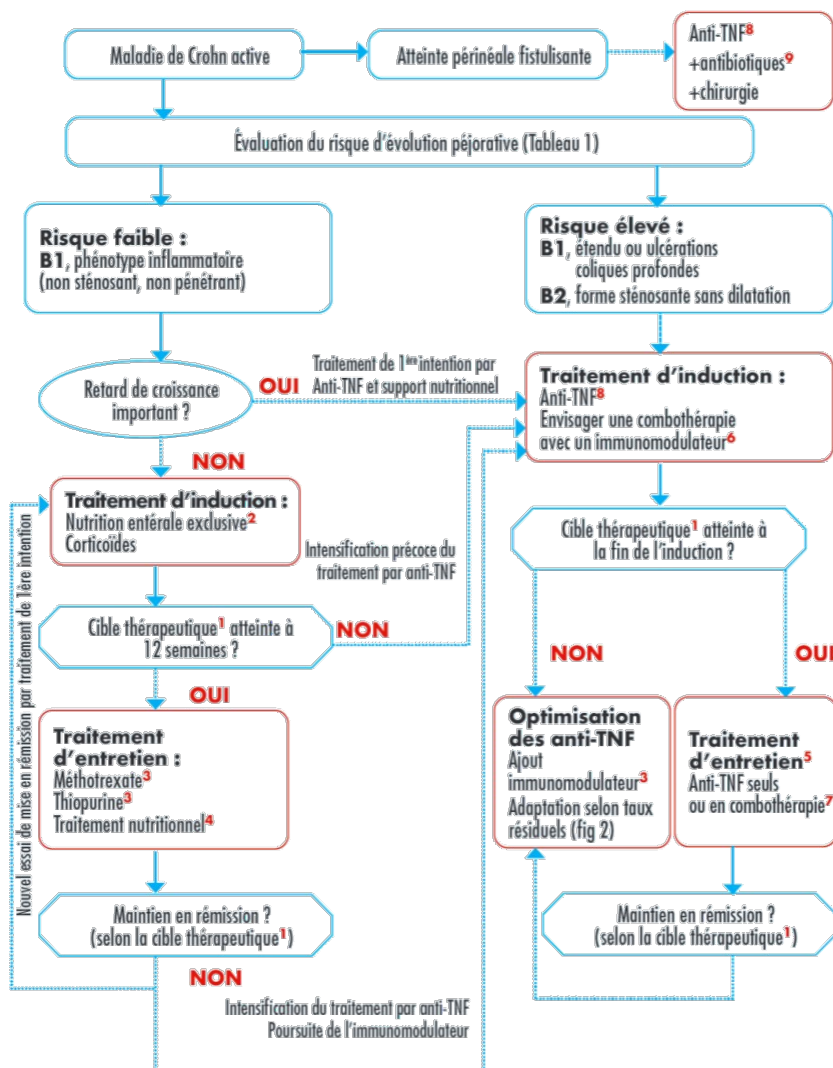 Maladie de Crohn active
Atteinte périnéale fistulisante
Anti-TNF8
+antibiotiques9
+chirurgie
Évaluation du risque d'évolution péjorative (Tableau 1)
Risque faible :
B1, phénotype inflammatoire
(non sténosant, non pénétrant)
Risque élevé :
B1, étendu ou ulcérations
coliques profondes
B2, forme sténosante sans dilatation
Retard de croissance
important ?
OUI
Traitement de 1ère intention par
Anti-TNF et support nutritionnel
Traitement d'induction :
Anti-TNF8
Envisager une combothérapie
avec un immunomodulateur6
NON
Traitement d'induction :
Nutrition entérale exclusive2
Corticoïdes
Intensification précoce du
traitement par anti-TNF
Cible thérapeutique1 atteinte à
la fin de l'induction ?
Cible thérapeutique1 atteinte à
12 semaines ?
NON
NON
OUI
OUI
Traitement
d'entretien :
Méthotrexate3
Thiopurine3
Traitement nutritionnel4
Optimisation
des anti-TNF
Ajout
immunomodulateur3
Adaptation selon taux
résiduels (fig 2)
Traitement
d'entretien5
Anti-TNF seuls
ou en combothérapie7
Nouvel essai de mise en rémission par traitement de 1ère intention
Maintien en rémission ?
(selon la cible thérapeutique1)
Maintien en rémission ?
(selon la cible thérapeutique1)
NON
Intensification du traitement par anti-TNF
Poursuite de l'immunomodulateur